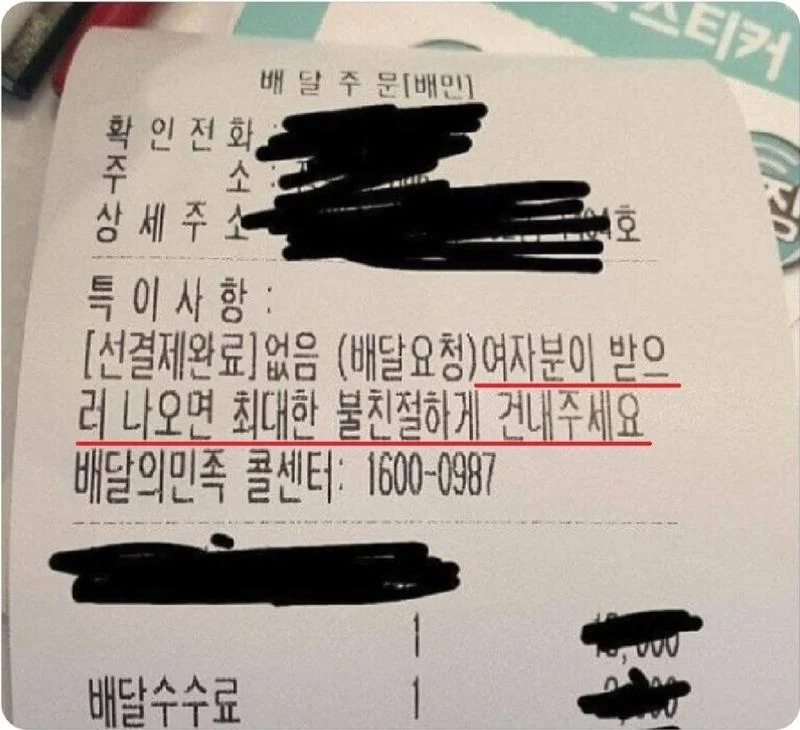 스티커
배달주문[배민]
확인전화 :
주 소 :
상세주소 호
특이사항 :
[선결제완료]없음 (배달요청)여자분이 받으
러 나오면 최대한 불친절하게 건내주세요
배달의민족 콜센터: 1600-0987
1
배달수수료 1